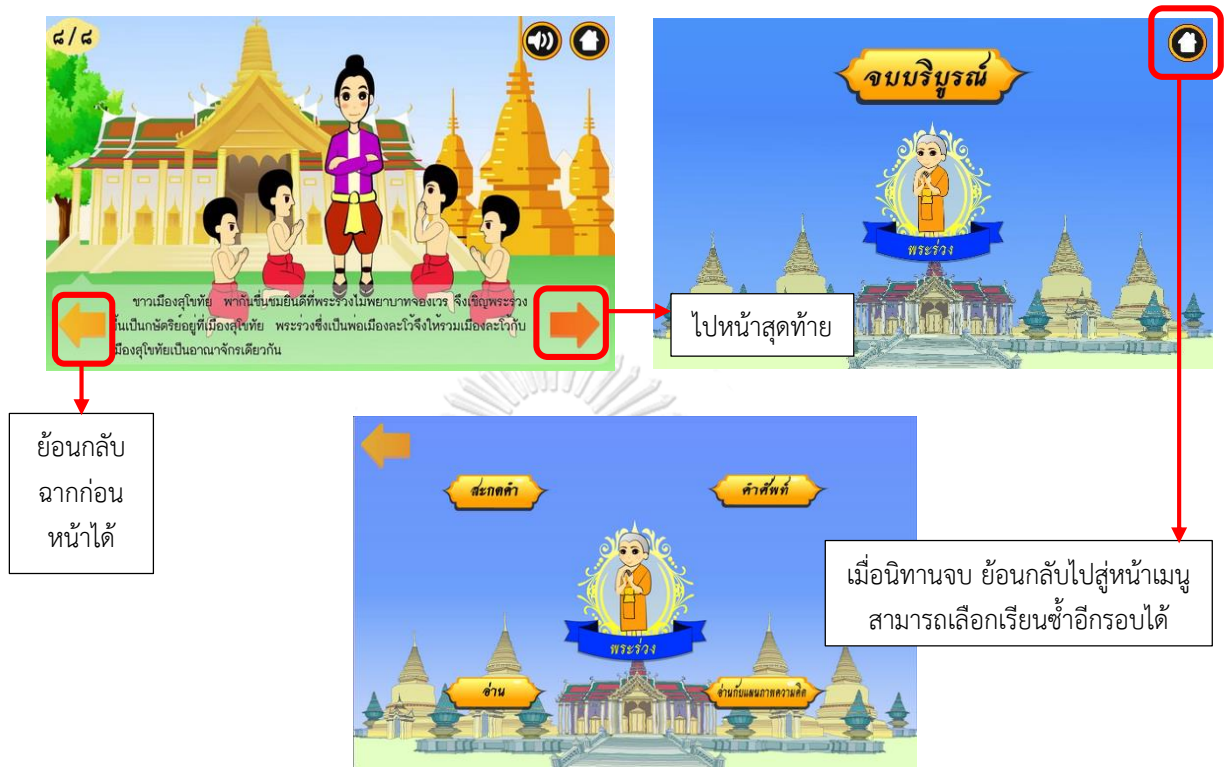 ๘/๘
ชาวเมืองสุโขทัย พากันชื่นชมยินดีที่พระร่วงไม่พยาบาทจองเวร จึงเชิญพระร่วง
ขึ้นเป็นกษัตริย์อยู่ที่เมืองสุโขทัย พระร่วงซึ่งเป็นพ่อเมืองละโว้จึงให้รวมเมืองละโว้กับ
เมืองสุโขทัยเป็นอาณาจักรเดียวกัน
จบบริบูรณ์
พระร่วง
ไปหน้าสุดท้าย
ย้อนกลับ
ฉากก่อน
หน้าได้
สะกดคำ
คำศัพท์
พระร่วง
อ่าน
อ่านกับแผนภาพความคิด
เมื่อนิทานจบ ย้อนกลับไปสู่หน้าเมนู
สามารถเลือกเรียนซ้ำอีกรอบได้